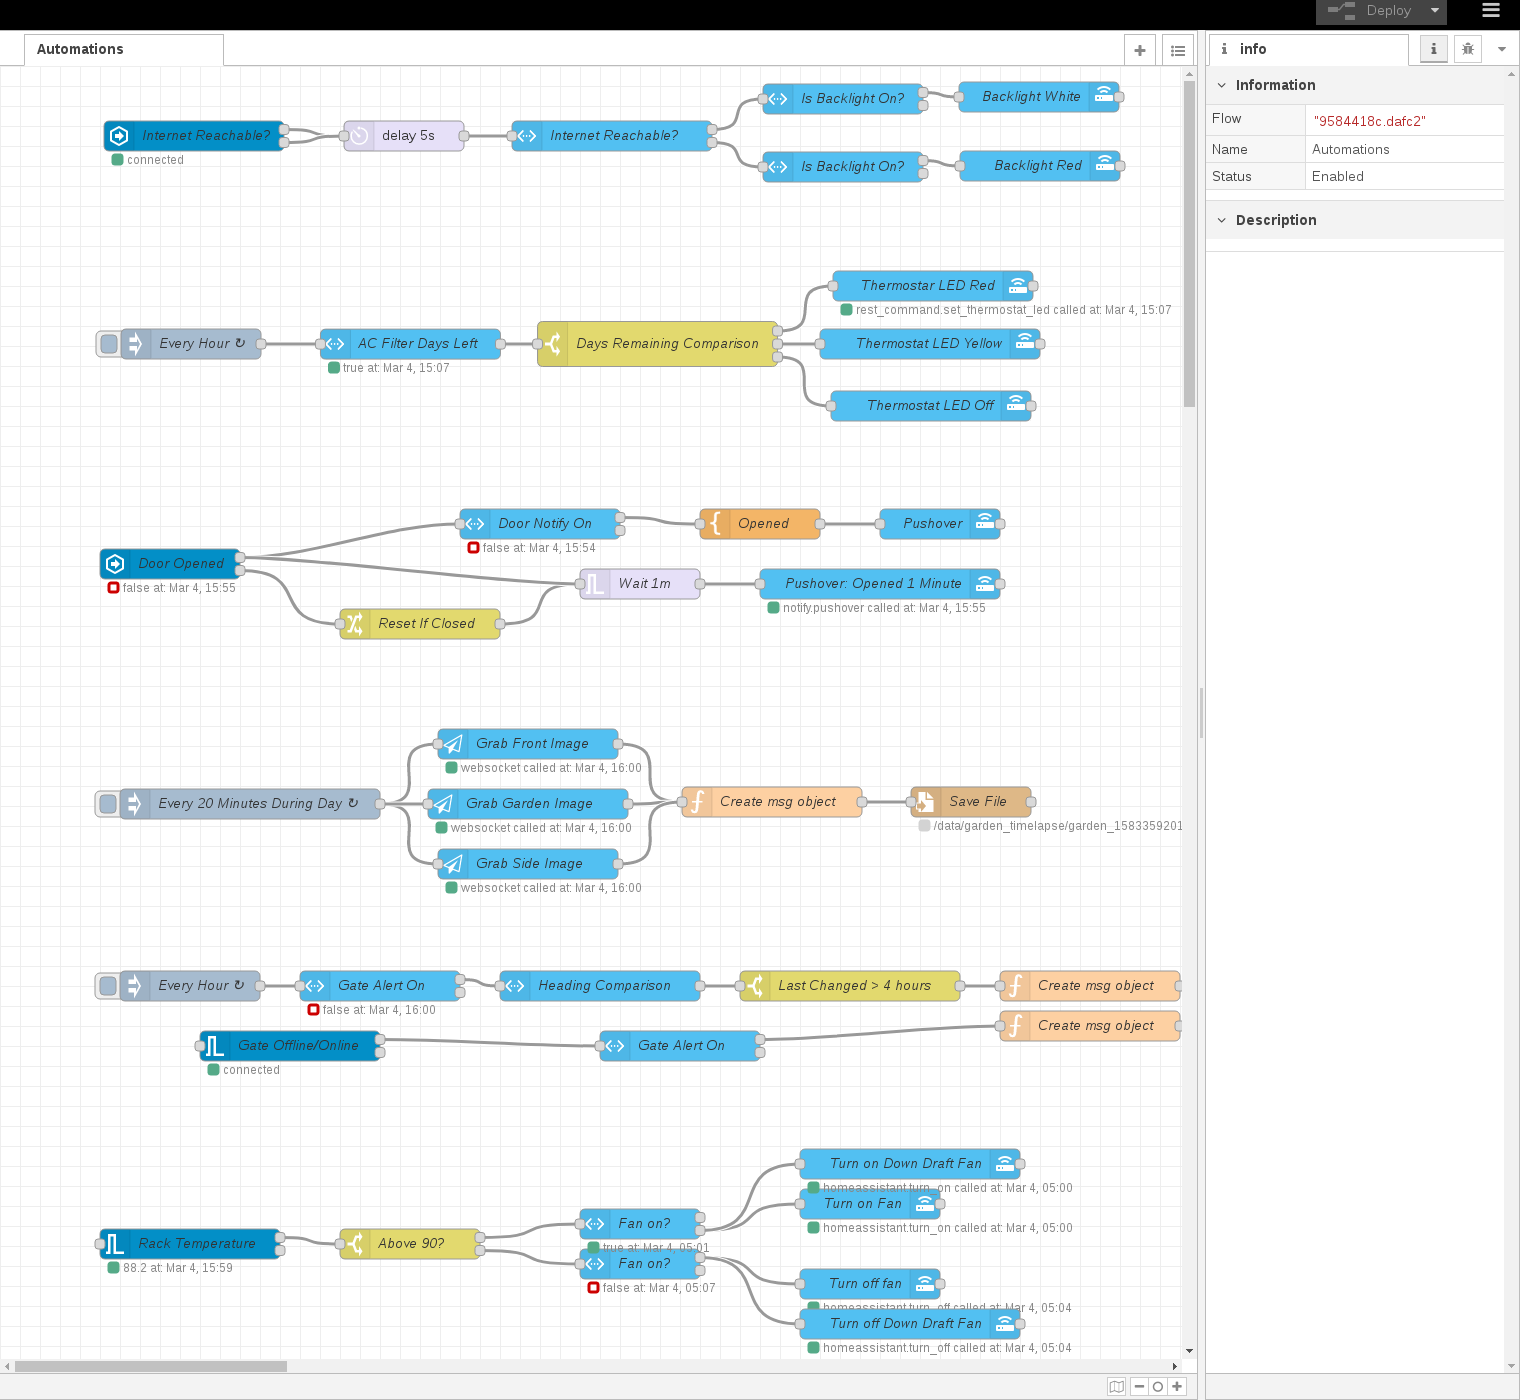 Deploy
Automations
info
Information
Flow "9584418c.dafc2"
Name Automations
Status Enabled
Description
Is Backlight On? Backlight White
Internet Reachable? delay 5s Internet Reachable?
connected
Is Backlight On? Backlight Red
Thermostar LED Red
rest_command.set_thermostat_led called at: Mar 4, 15:07
Every Hour ↻ AC Filter Days Left Days Remaining Comparison Thermostat LED Yellow
true at: Mar 4, 15:07
Thermostat LED Off
Door Notify On Opened Pushover
false at: Mar 4, 15:54
Door Opened
false at: Mar 4, 15:55
Wait 1m Pushover: Opened 1 Minute
notify.pushover called at: Mar 4, 15:55
Reset If Closed
Grab Front Image
websocket called at: Mar 4, 16:00
Every 20 Minutes During Day ↻ Grab Garden Image Create msg object Save File
websocket called at: Mar 4, 16:00 /data/garden_timelapse/garden_1583359201
Grab Side Image
websocket called at: Mar 4, 16:00
Every Hour ↻ Gate Alert On Heading Comparison Last Changed > 4 hours Create msg object
false at: Mar 4, 16:00
Create msg object
Gate Offline/Online Gate Alert On
connected
Turn on Down Draft Fan
homeassistant.turn_on called at: Mar 4, 05:00
Turn on Fan
homeassistant.turn_on called at: Mar 4, 05:00
Fan on?
true at: Mar 4, 05:01
Rack Temperature Above 90?
88.2 at: Mar 4, 15:59
Fan on?
false at: Mar 4, 05:07
Turn off fan
homeassistant.turn_off called at: Mar 4, 05:04
Turn off Down Draft Fan
homeassistant.turn_off called at: Mar 4, 05:04